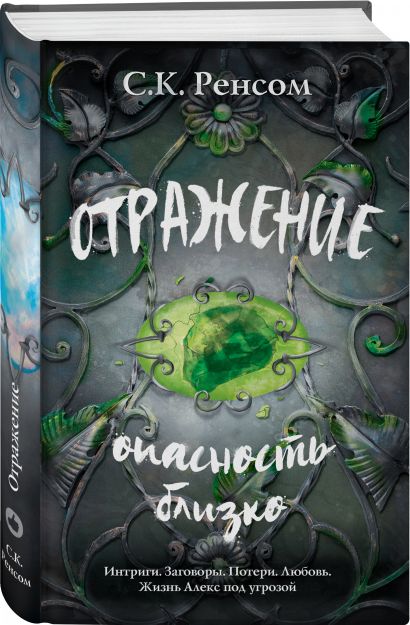 С.К. Ренсом
ОТРАЖЕНИЕ
опасность
близко
Интриги. Заговоры. Потери. Любовь.
Жизнь Алекс под угрозой
Отражение
С.К.
Ренсом